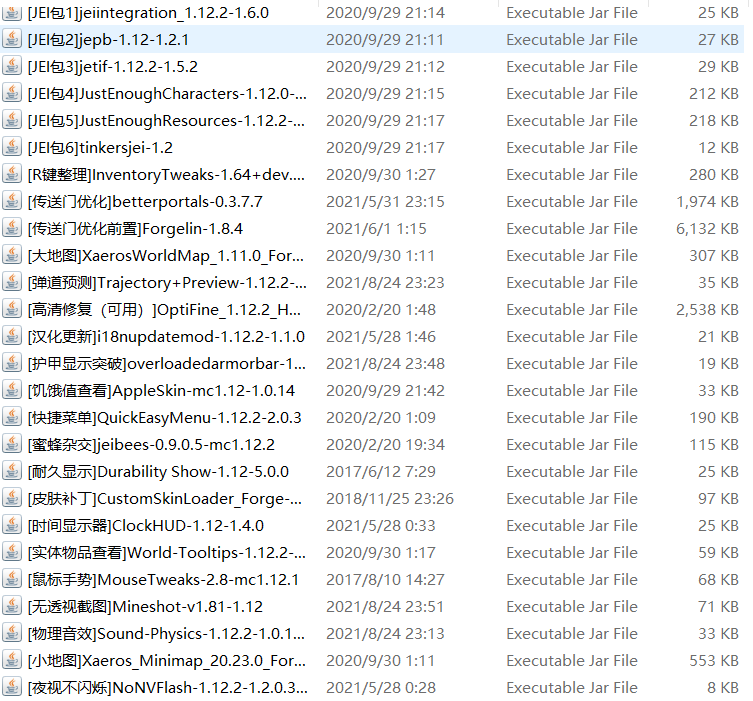 [JEI包1]jeiintegration_1.12.2-1.6.0 2020/9/29 21:14 Executable Jar File 25 KB
[JEI包2]jepb-1.12-1.2.1 2020/9/29 21:11 Executable Jar File 27 KB
[JEI包3]jetif-1.12.2-1.5.2 2020/9/29 21:12 Executable Jar File 29 KB
[JEI包4]JustEnoughCharacters-1.12.0-... 2020/9/29 21:15 Executable Jar File 212 KB
[JEI包5]JustEnoughResources-1.12.2-... 2020/9/29 21:17 Executable Jar File 218 KB
[JEI包6]tinkersjei-1.2 2020/9/29 21:17 Executable Jar File 12 KB
[R键整理]InventoryTweaks-1.64+dev.... 2020/9/30 1:27 Executable Jar File 280 KB
[传送门优化]betterportals-0.3.7.7 2021/5/31 23:15 Executable Jar File 1,974 KB
[传送门优化前置]Forgelin-1.8.4 2021/6/1 1:15 Executable Jar File 6,132 KB
[大地图]XaerosWorldMap_1.11.0_For... 2020/9/30 1:11 Executable Jar File 307 KB
[弹道预测]Trajectory+Preview-1.12.2-... 2021/8/24 23:23 Executable Jar File 35 KB
[高清修复（可用）]OptiFine_1.12.2_H... 2020/2/20 1:48 Executable Jar File 2,538 KB
[汉化更新]i18nupdatemod-1.12.2-1.1.0 2021/5/28 1:46 Executable Jar File 21 KB
[护甲显示突破]overloadedarmorbar-1... 2021/8/24 23:48 Executable Jar File 19 KB
[饥饿值查看]AppleSkin-mc1.12-1.0.14 2020/9/29 21:42 Executable Jar File 33 KB
[快捷菜单]QuickEasyMenu-1.12.2-2.0.3 2020/2/20 1:09 Executable Jar File 190 KB
[蜜蜂杂交]jeibees-0.9.0.5-mc1.12.2 2020/2/20 19:34 Executable Jar File 115 KB
[耐久显示]Durability Show-1.12-5.0.0 2017/6/12 7:29 Executable Jar File 25 KB
[皮肤补丁]CustomSkinLoader_Forge-... 2018/11/25 23:26 Executable Jar File 97 KB
[时间显示器]ClockHUD-1.12-1.4.0 2021/5/28 0:33 Executable Jar File 25 KB
[实体物品查看]World-Tooltips-1.12.2-... 2020/9/30 1:17 Executable Jar File 59 KB
[鼠标手势]MouseTweaks-2.8-mc1.12.1 2017/8/10 14:27 Executable Jar File 68 KB
[无透视截图]Mineshot-v1.81-1.12 2021/8/24 23:51 Executable Jar File 71 KB
[物理音效]Sound-Physics-1.12.2-1.0.1... 2021/8/24 23:13 Executable Jar File 33 KB
[小地图]Xaeros_Minimap_20.23.0_For... 2020/9/30 1:11 Executable Jar File 553 KB
[夜视不闪烁]NoNVFlash-1.12.2-1.2.0.3... 2021/5/28 0:28 Executable Jar File 8 KB